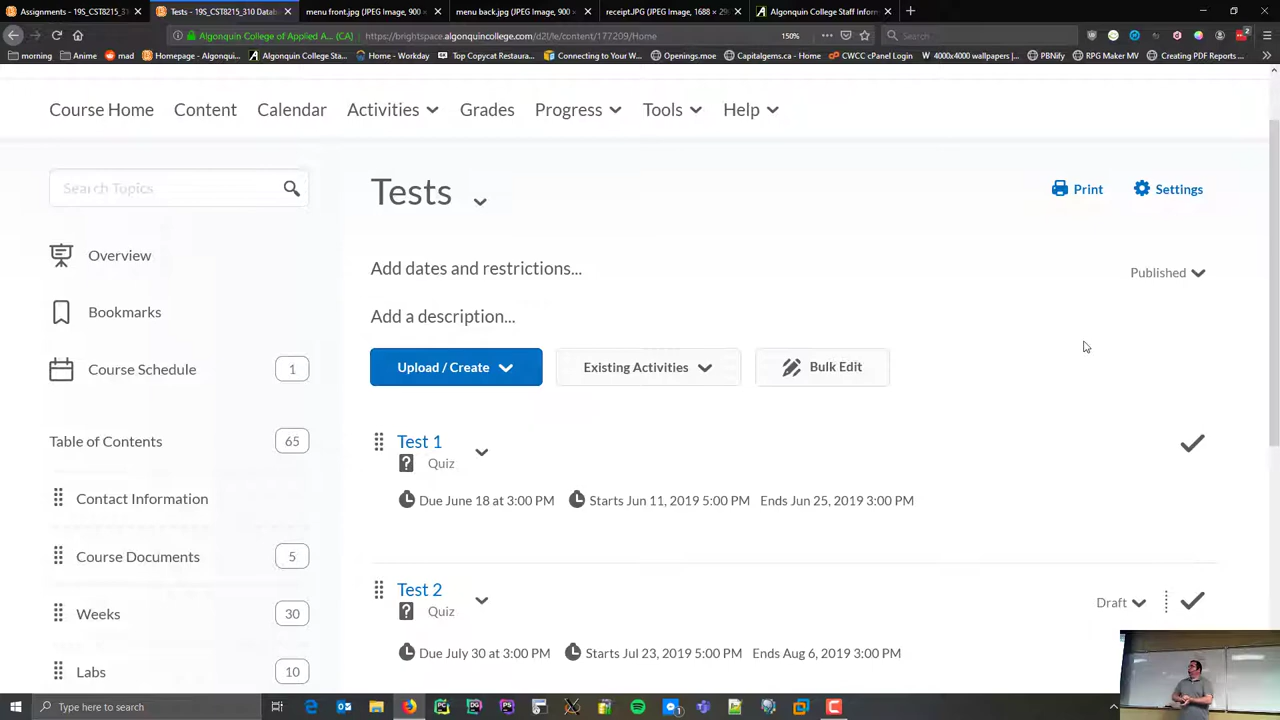 Assignments - 19S_CST8215_31
Tests - 19S_CST8215_310 Datab
menu front.jpg (JPEG Image, 900 ×
menu back.jpg (JPEG Image, 900 ×
receipt.JPG (JPEG Image, 1688 × 29
Algonquin College Staff Inform
Algonquin College of Applied A... (CA)
https://brightspace.algonquincollege.com/d2l/le/content/177209/Home
150%
Search
morning
Anime
mad
Homepage - Algonqui...
Algonquin College Sta...
Home - Workday
Top Copycat Restaura...
Connecting to Your W...
Openings.moe
Capitalgems.ca - Home
CWCC cPanel Login
4000x4000 wallpapers |...
PBNify
RPG Maker MV
Creating PDF Reports ...
Course Home Content Calendar Activities Grades Progress Tools Help
Search Topics
Tests
Print
Settings
Overview
Add dates and restrictions...
Published
Bookmarks
Add a description...
Course Schedule 1
Upload / Create
Existing Activities
Bulk Edit
Table of Contents 65
Test 1
Quiz
Contact Information
Due June 18 at 3:00 PM Starts Jun 11, 2019 5:00 PM Ends Jun 25, 2019 3:00 PM
Course Documents 5
Weeks 30
Test 2
Quiz
Draft
Labs 10
Due July 30 at 3:00 PM Starts Jul 23, 2019 5:00 PM Ends Aug 6, 2019 3:00 PM
Type here to search